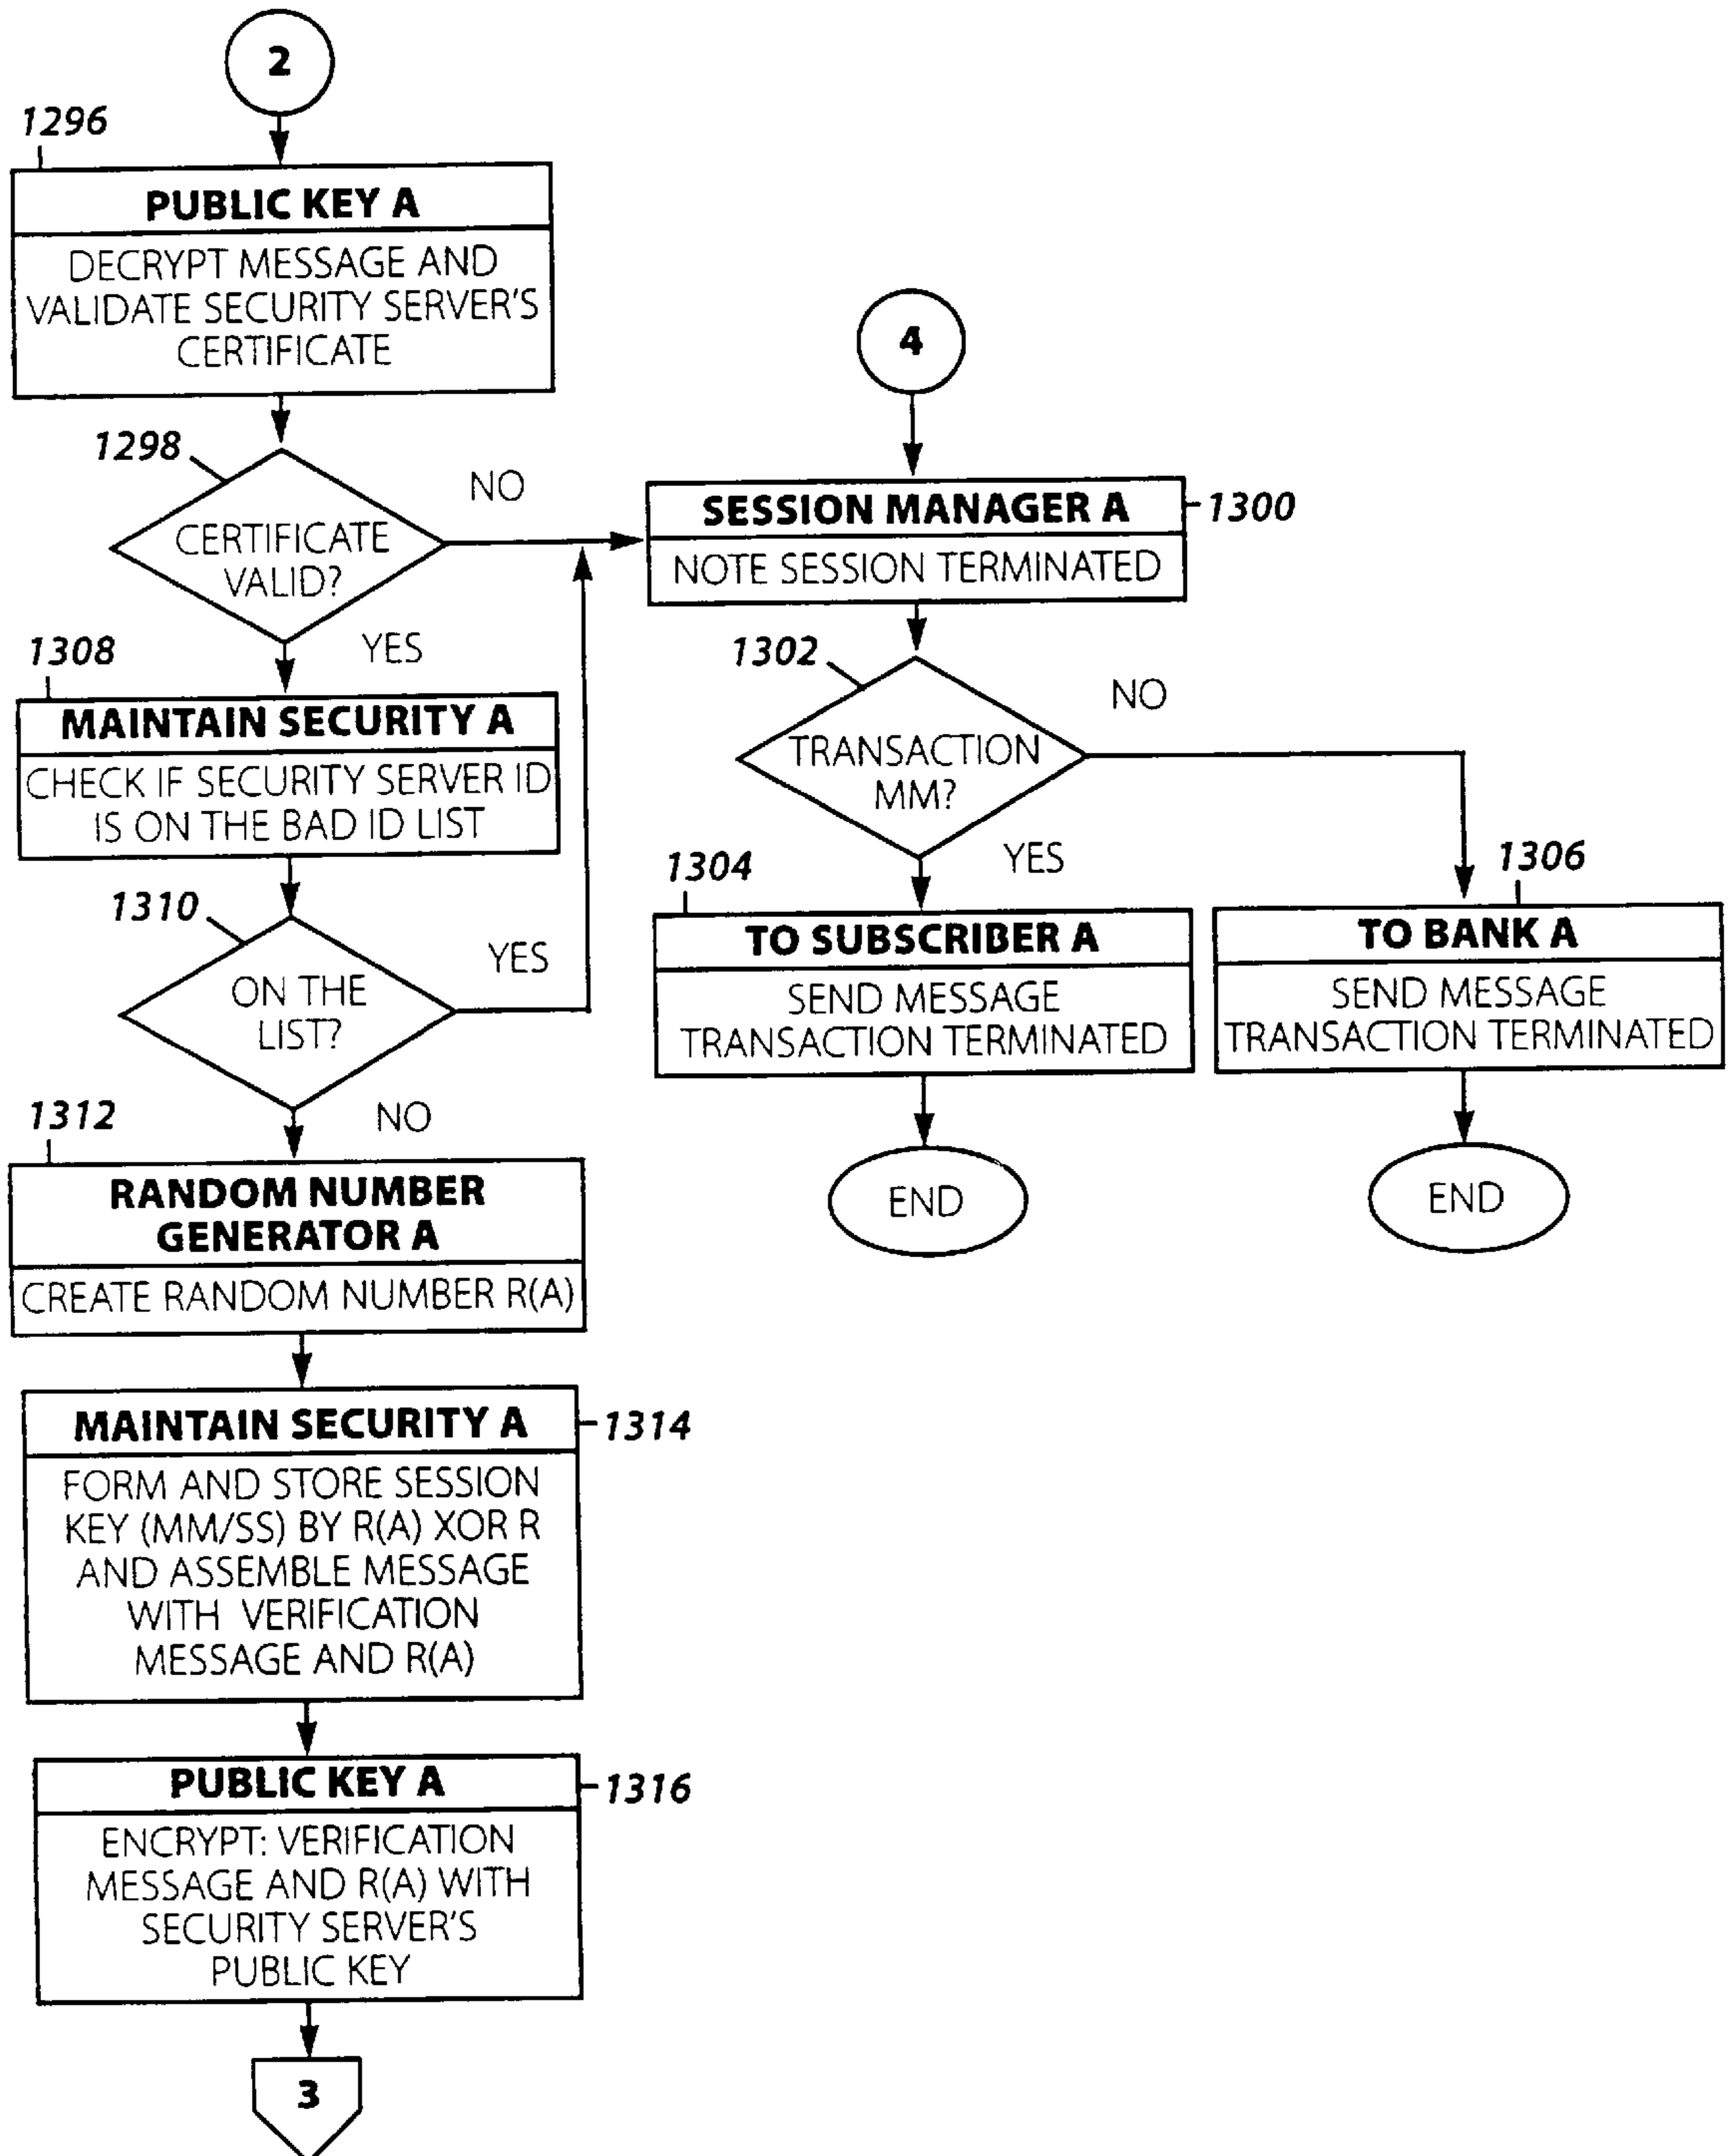 2
1296
PUBLIC KEY A
DECRYPT MESSAGE AND
VALIDATE SECURITY SERVER'S
CERTIFICATE
1298
CERTIFICATE
VALID?
NO
YES
1308
MAINTAIN SECURITY A
CHECK IF SECURITY SERVER ID
IS ON THE BAD ID LIST
1310
ON THE
LIST?
YES
NO
1312
RANDOM NUMBER
GENERATOR A
CREATE RANDOM NUMBER R(A)
MAINTAIN SECURITY A
1314
FORM AND STORE SESSION
KEY (MM/SS) BY R(A) XOR R
AND ASSEMBLE MESSAGE
WITH VERIFICATION
MESSAGE AND R(A)
PUBLIC KEY A
1316
ENCRYPT: VERIFICATION
MESSAGE AND R(A) WITH
SECURITY SERVER'S
PUBLIC KEY
3
4
SESSION MANAGER A
1300
NOTE SESSION TERMINATED
1302
TRANSACTION
MM?
NO
YES
1304
TO SUBSCRIBER A
SEND MESSAGE
TRANSACTION TERMINATED
END
1306
TO BANK A
SEND MESSAGE
TRANSACTION TERMINATED
END